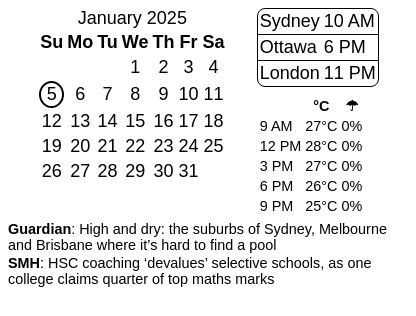 January 2025
Su Mo Tu We Th Fr Sa
1 2 3 4
5 6 7 8 9 10 11
12 13 14 15 16 17 18
19 20 21 22 23 24 25
26 27 28 29 30 31
Sydney 10 AM
Ottawa 6 PM
London 11 PM
°C ☂
9 AM 27°C 0%
12 PM 28°C 0%
3 PM 27°C 0%
6 PM 26°C 0%
9 PM 25°C 0%
Guardian: High and dry: the suburbs of Sydney, Melbourne
and Brisbane where it’s hard to find a pool
SMH: HSC coaching ‘devalues’ selective schools, as one
college claims quarter of top maths marks